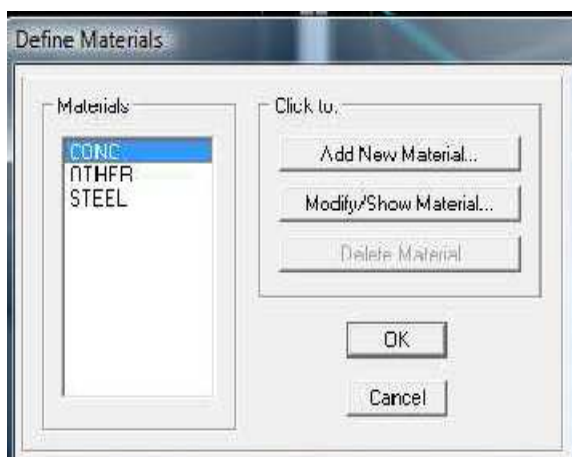 Define Materials
Materials
CONC
OTHER
STEEL
Click to:
Add New Material...
Modify/Show Material...
Delete Material
OK
Cancel